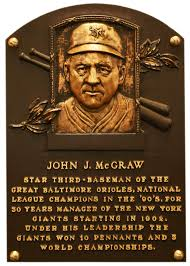 JOHN J. McGRAW
STAR THIRD-BASEMAN OF THE
GREAT BALTIMORE ORIOLES, NATIONAL
LEAGUE CHAMPIONS IN THE '90'S. FOR
30 YEARS MANAGER OF THE NEW YORK
GIANTS STARTING IN 1902.
UNDER HIS LEADERSHIP THE
GIANTS WON 10 PENNANTS AND 3
WORLD CHAMPIONSHIPS.